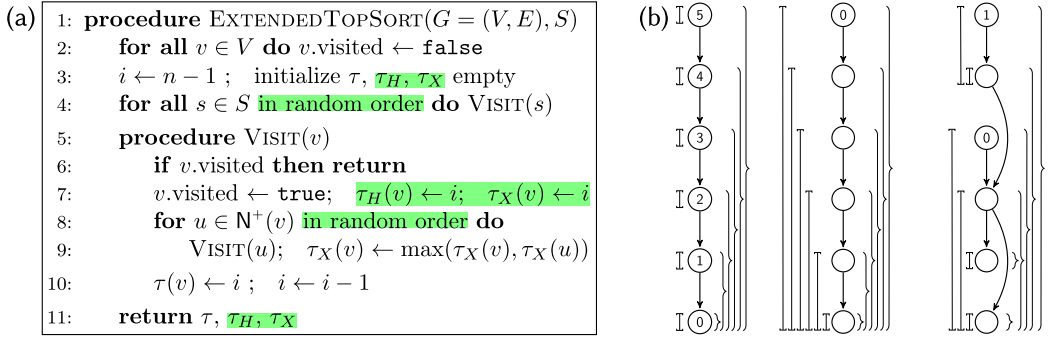 (a)
1: procedure EXTENDEDTOPSORT(G = (V, E), S)
2: for all v ∈ V do v.visited ← false
3: i ← n − 1 ; initialize τ, τ_H, τ_X empty
4: for all s ∈ S in random order do VISIT(s)
5: procedure VISIT(v)
6: if v.visited then return
7: v.visited ← true; τ_H(v) ← i; τ_X(v) ← i
8: for u ∈ N⁺(v) in random order do
9: VISIT(u); τ_X(v) ← max(τ_X(v), τ_X(u))
10: τ(v) ← i ; i ← i − 1
11: return τ, τ_H, τ_X
(b)
5 0 1
4
3 0
2
1
0